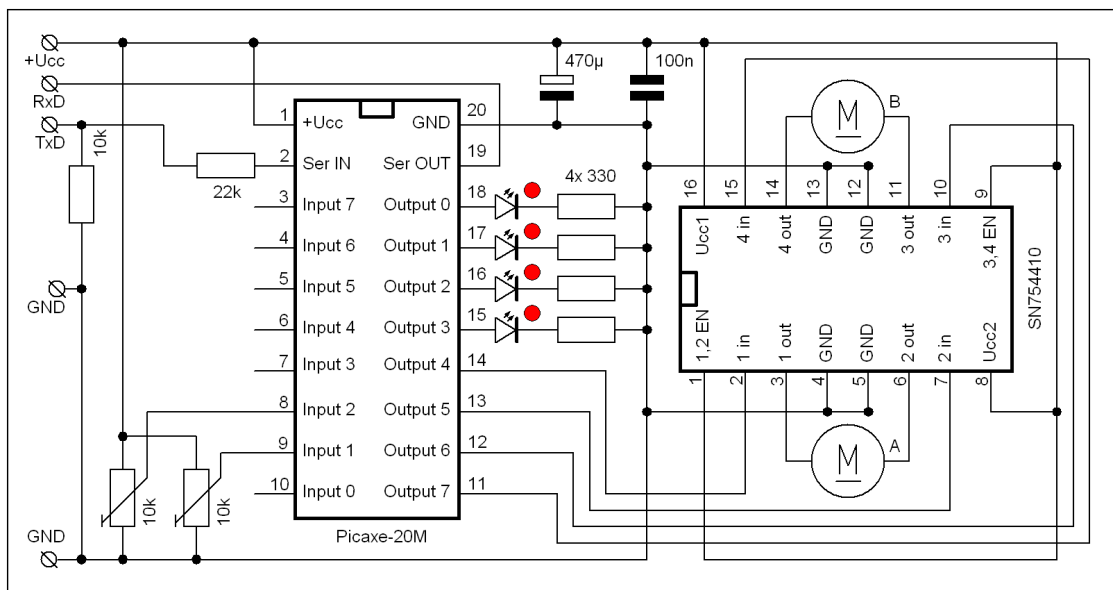 +Ucc
RxD
TxD
10k
22k
GND
GND
10k
10k
470µ
100n
1 +Ucc GND 20
2 Ser IN Ser OUT 19
3 Input 7 Output 0 18
4 Input 6 Output 1 17
5 Input 5 Output 2 16
6 Input 4 Output 3 15
7 Input 3 Output 4 14
8 Input 2 Output 5 13
9 Input 1 Output 6 12
10 Input 0 Output 7 11
Picaxe-20M
4x 330
M B
16 15 14 13 12 11 10 9
Ucc1 4 in 4 out GND GND 3 out 3 in 3,4 EN
1,2 EN 1 in 1 out GND GND 2 out 2 in Ucc2
1 2 3 4 5 6 7 8
SN754410
M A